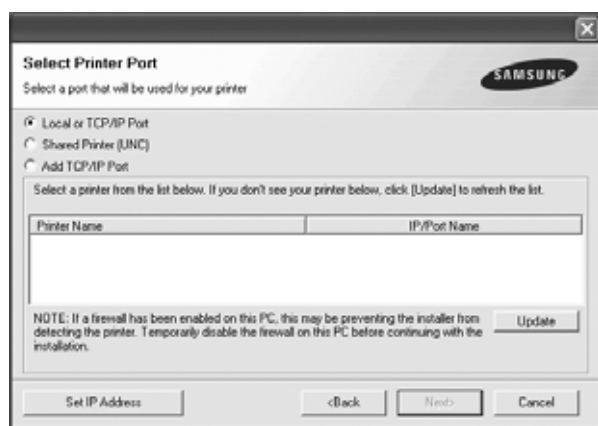 Select Printer Port
SAMSUNG
Select a port that will be used for your printer
Local or TCP/IP Port
Shared Printer (UNC)
Add TCP/IP Port
Select a printer from the list below. If you don't see your printer below, click [Update] to refresh the list.
Printer Name IP/Port Name
NOTE: If a firewall has been enabled on this PC, this may be preventing the installer from
detecting the printer. Temporarily disable the firewall on this PC before continuing with the
installation.
Update
Set IP Address <Back Next> Cancel